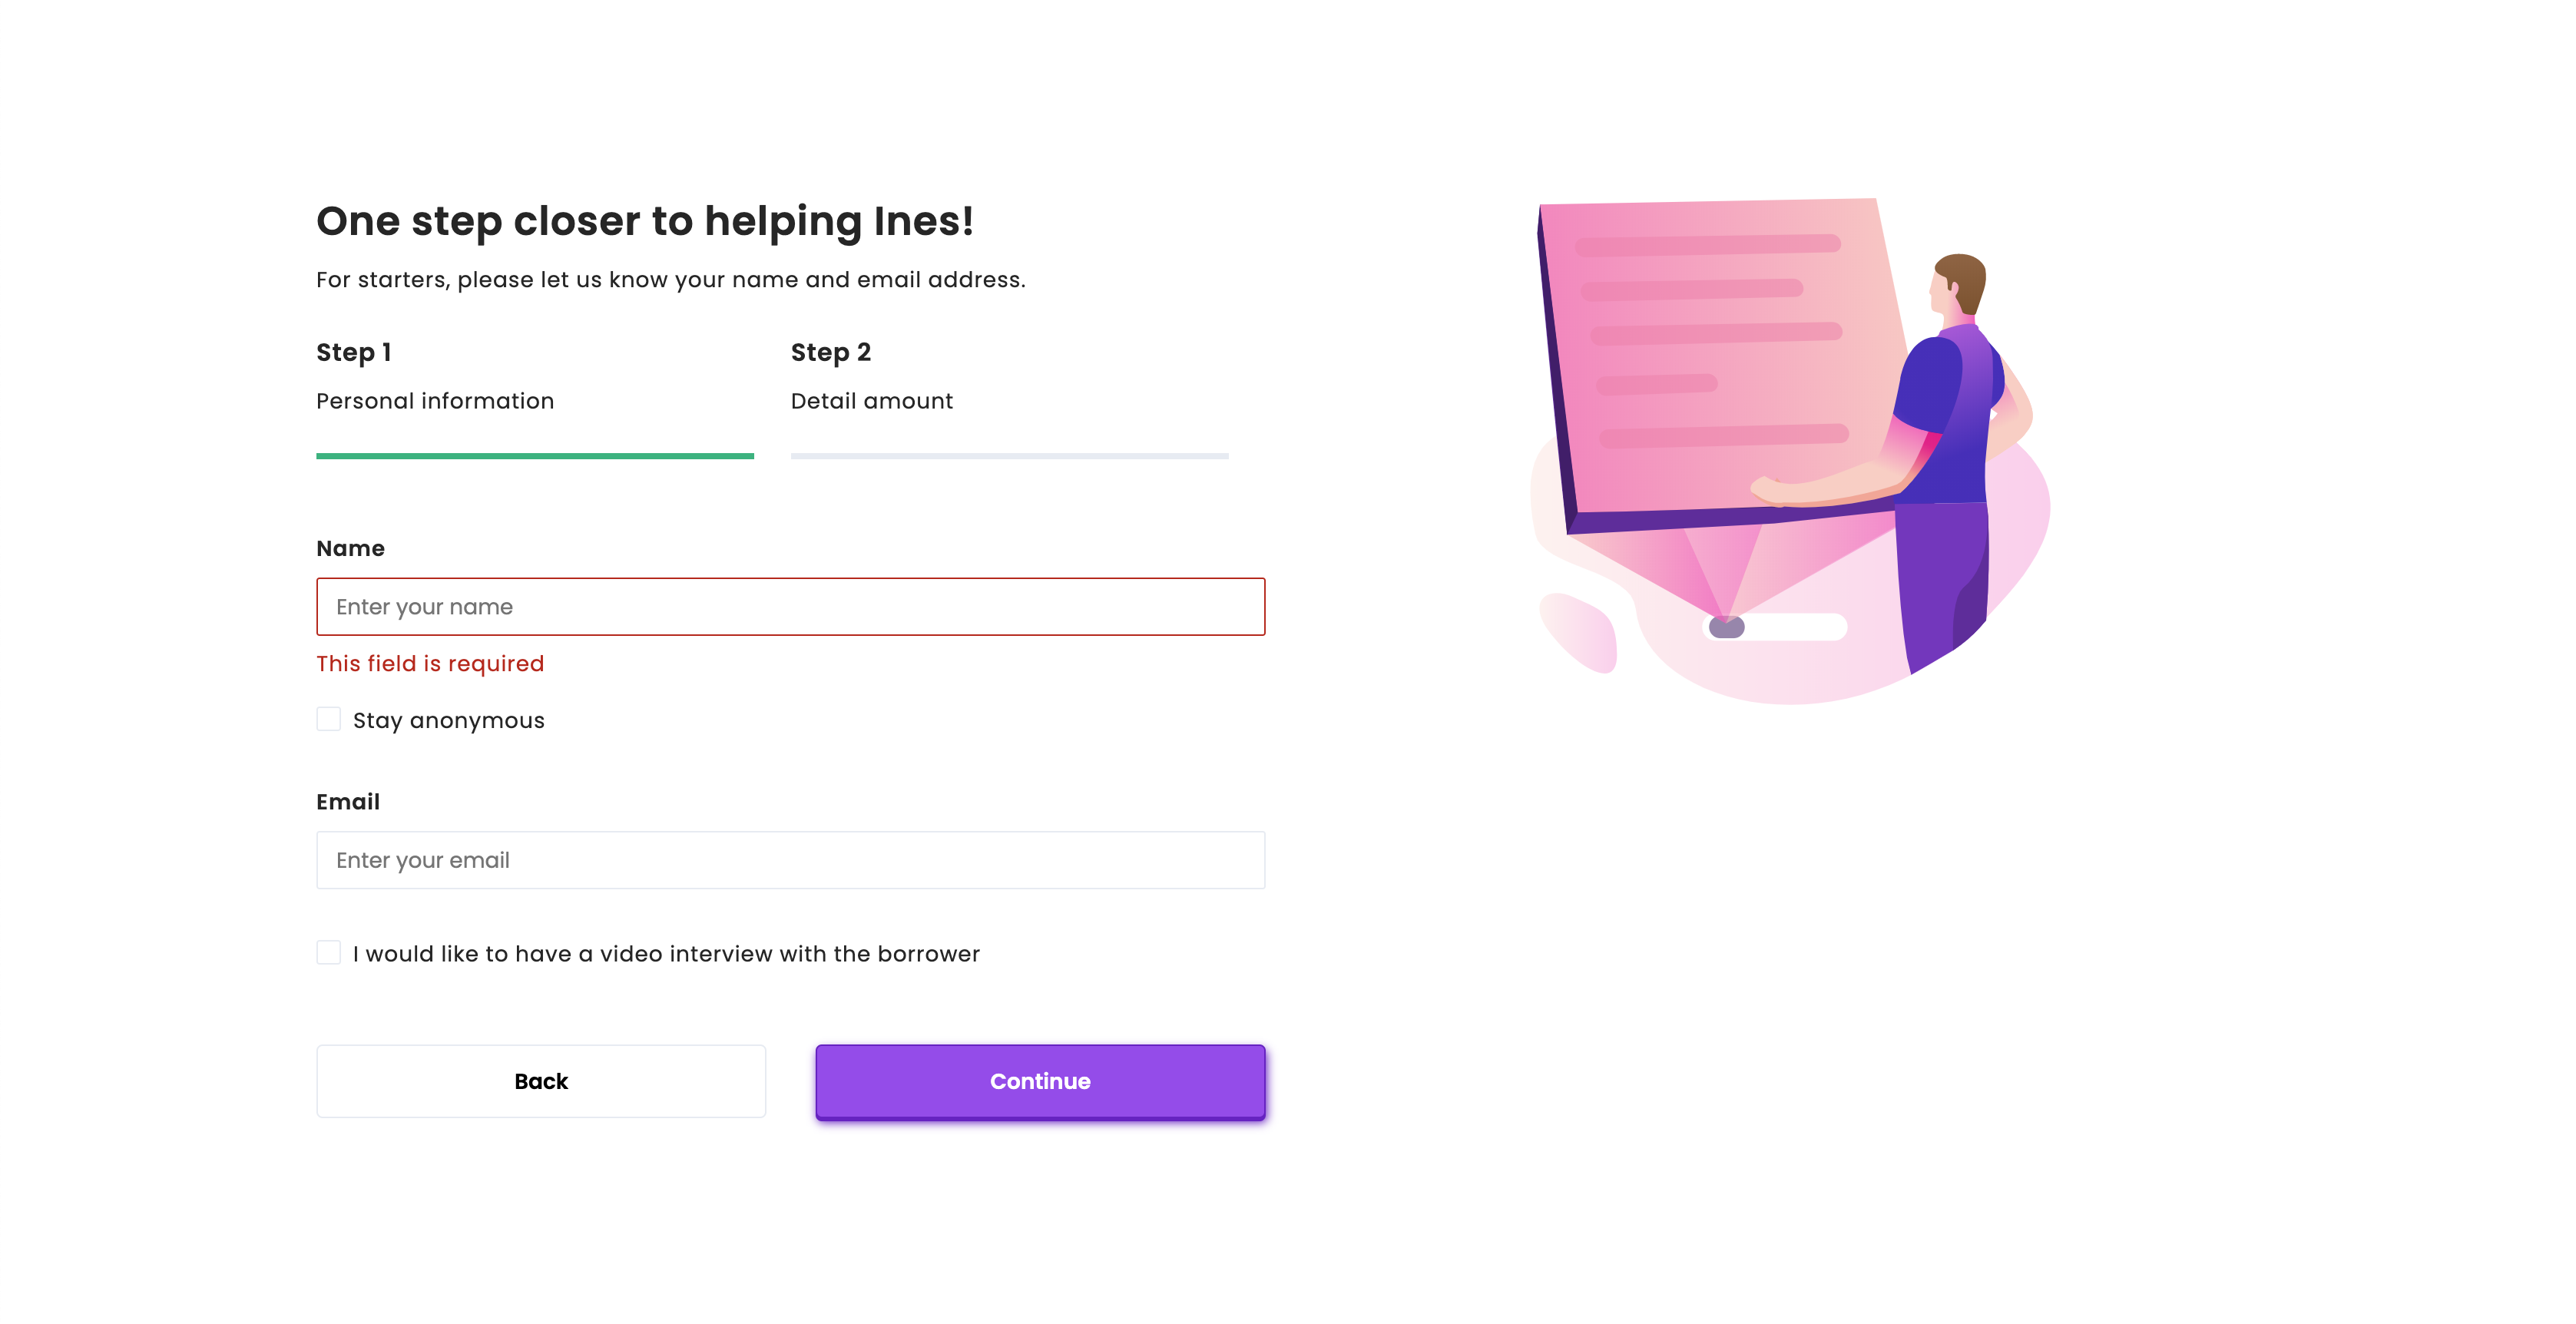 One step closer to helping Ines!
For starters, please let us know your name and email address.
Step 1
Personal information
Step 2
Detail amount
Name
Enter your name
This field is required
Stay anonymous
Email
Enter your email
I would like to have a video interview with the borrower
Back
Continue